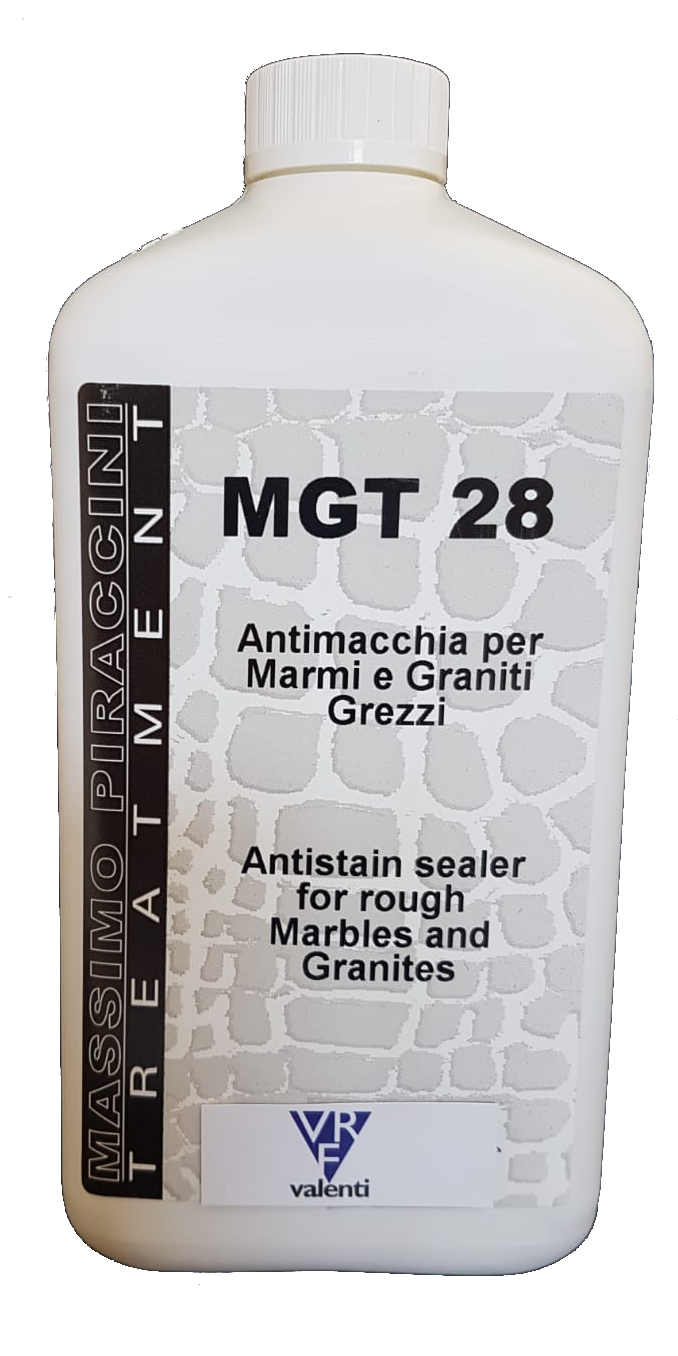 MASSIMO PIRACCINI
TREATMENT
MGT 28
Antimacchia per
Marmi e Graniti
Grezzi
Antistain sealer
for rough
Marbles and
Granites
VRF
valenti